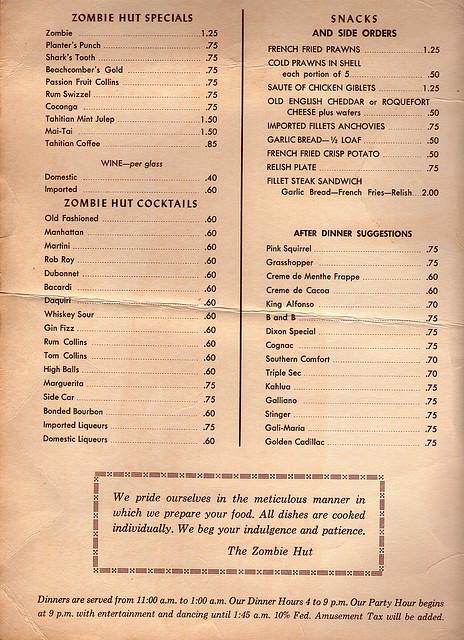 ZOMBIE HUT SPECIALS
Zombie 1.25
Planter's Punch .75
Shark's Tooth .75
Beachcomber's Gold .75
Passion Fruit Collins .75
Rum Swizzel .75
Coconga .75
Tahitian Mint Julep 1.50
Mai-Tai 1.50
Tahitian Coffee .85
WINE—per glass
Domestic .40
Imported .60
ZOMBIE HUT COCKTAILS
Old Fashioned .60
Manhattan .60
Martini .60
Rob Roy .60
Dubonnet .60
Bacardi .60
Daquiri .60
Whiskey Sour .60
Gin Fizz .60
Rum Collins .60
Tom Collins .60
High Balls .60
Marguerita .75
Side Car .75
Bonded Bourbon .60
Imported Liqueurs .75
Domestic Liqueurs .60
SNACKS
AND SIDE ORDERS
FRENCH FRIED PRAWNS 1.25
COLD PRAWNS IN SHELL
each portion of 5 .50
SAUTE OF CHICKEN GIBLETS 1.25
OLD ENGLISH CHEDDAR or ROQUEFORT
CHEESE plus wafers .50
IMPORTED FILLETS ANCHOVIES .75
GARLIC BREAD—½ LOAF .50
FRENCH FRIED CRISP POTATO .50
RELISH PLATE .75
FILLET STEAK SANDWICH
Garlic Bread—French Fries—Relish 2.00
AFTER DINNER SUGGESTIONS
Pink Squirrel .75
Grasshopper .75
Creme de Menthe Frappe .60
Creme de Cacoa .60
King Alfonso .70
B and B .75
Dixon Special .75
Cognac .75
Southern Comfort .70
Triple Sec .70
Kahlua .75
Galliano .75
Stinger .75
Gali-Maria .75
Golden Cadillac .75
We pride ourselves in the meticulous manner in
which we prepare your food. All dishes are cooked
individually. We beg your indulgence and patience.
The Zombie Hut
Dinners are served from 11:00 a.m. to 1:00 a.m. Our Dinner Hours 4 to 9 p.m. Our Party Hour begins
at 9 p.m. with entertainment and dancing until 1:45 a.m. 10% Fed. Amusement Tax will be added.